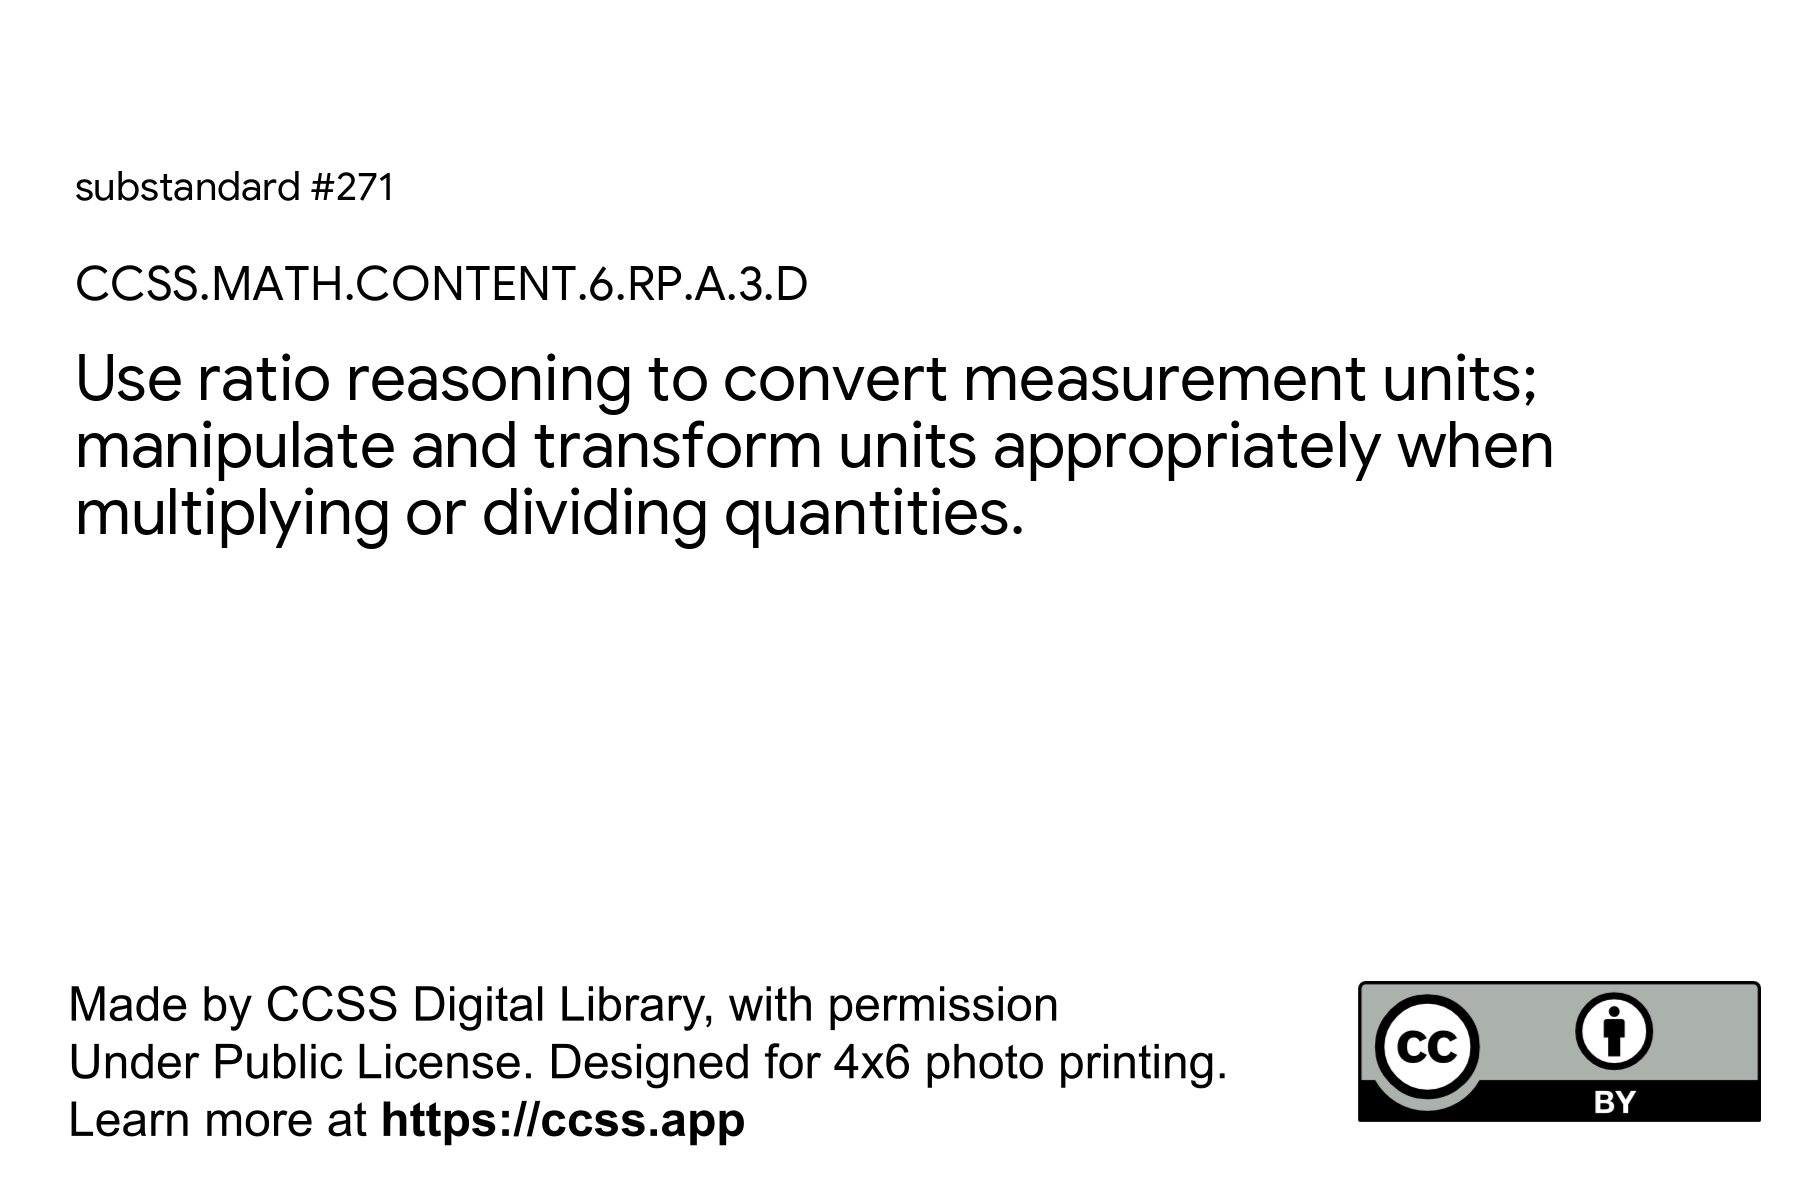 substandard #271
CCSS.MATH.CONTENT.6.RP.A.3.D
Use ratio reasoning to convert measurement units;
manipulate and transform units appropriately when
multiplying or dividing quantities.
Made by CCSS Digital Library, with permission
Under Public License. Designed for 4x6 photo printing.
Learn more at https://ccss.app
CC
BY